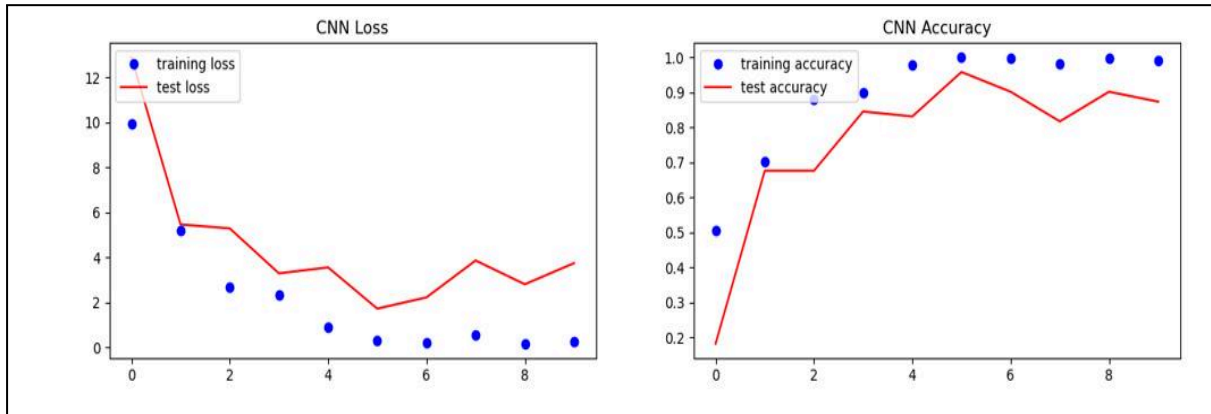 CNN Loss
training loss
test loss
12
10
8
6
4
2
0
0 2 4 6 8
CNN Accuracy
training accuracy
test accuracy
1.0
0.9
0.8
0.7
0.6
0.5
0.4
0.3
0.2
0 2 4 6 8